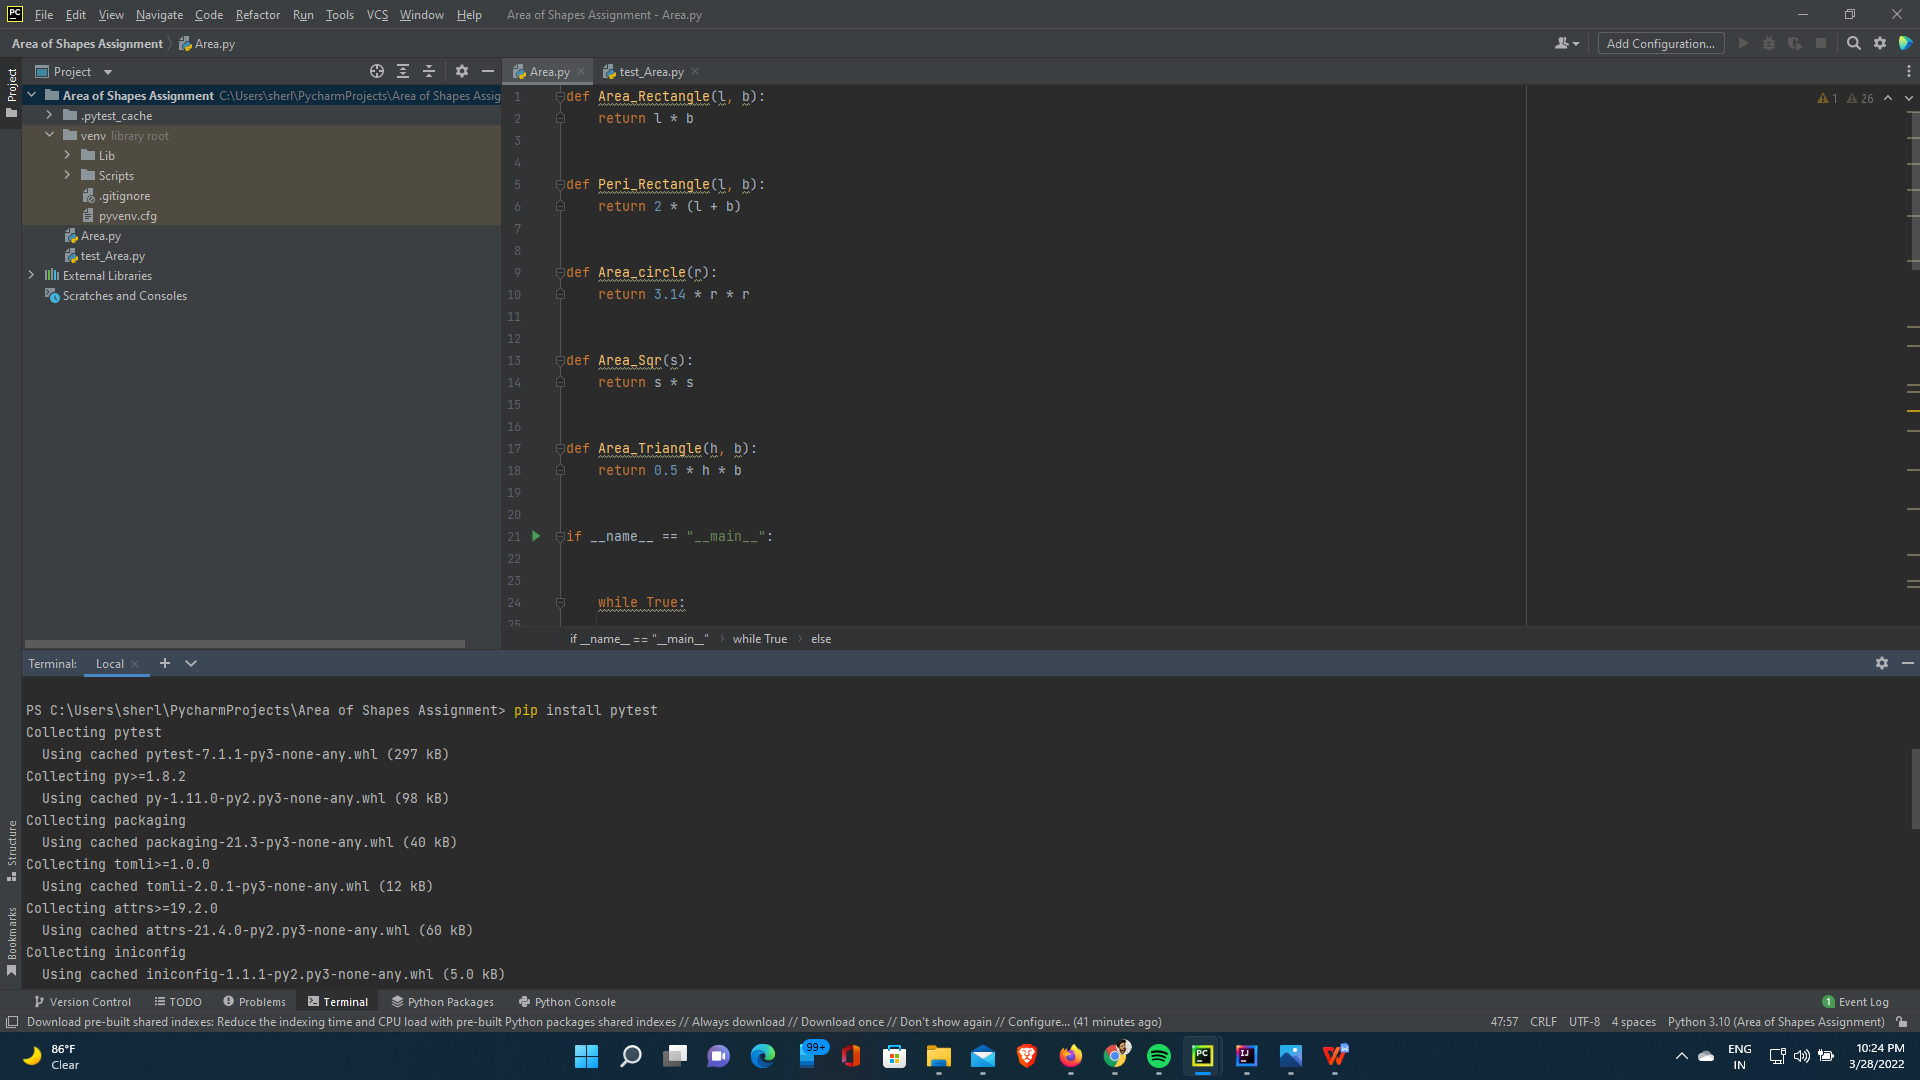 PC File Edit View Navigate Code Refactor Run Tools VCS Window Help Area of Shapes Assignment - Area.py
Area of Shapes Assignment Area.py Add Configuration...
Project
Project
Area of Shapes Assignment C:\Users\sherl\PycharmProjects\Area of Shapes Assig
.pytest_cache
venv library root
Lib
Scripts
.gitignore
pyvenv.cfg
Area.py
test_Area.py
External Libraries
Scratches and Consoles
Area.py test_Area.py
1 26
1 def Area_Rectangle(l, b):
2 return l * b
3
4
5 def Peri_Rectangle(l, b):
6 return 2 * (l + b)
7
8
9 def Area_circle(r):
10 return 3.14 * r * r
11
12
13 def Area_Sqr(s):
14 return s * s
15
16
17 def Area_Triangle(h, b):
18 return 0.5 * h * b
19
20
21 if __name__ == "__main__":
22
23
24 while True:
25
if __name__ == "__main__" › while True › else
Terminal: Local
PS C:\Users\sherl\PycharmProjects\Area of Shapes Assignment> pip install pytest
Collecting pytest
Using cached pytest-7.1.1-py3-none-any.whl (297 kB)
Collecting py>=1.8.2
Using cached py-1.11.0-py2.py3-none-any.whl (98 kB)
Collecting packaging
Using cached packaging-21.3-py3-none-any.whl (40 kB)
Collecting tomli>=1.0.0
Using cached tomli-2.0.1-py3-none-any.whl (12 kB)
Collecting attrs>=19.2.0
Using cached attrs-21.4.0-py2.py3-none-any.whl (60 kB)
Collecting iniconfig
Using cached iniconfig-1.1.1-py2.py3-none-any.whl (5.0 kB)
Structure
Bookmarks
Version Control TODO Problems Terminal Python Packages Python Console 1 Event Log
Download pre-built shared indexes: Reduce the indexing time and CPU load with pre-built Python packages shared indexes // Always download // Download once // Don't show again // Configure... (41 minutes ago) 47:57 CRLF UTF-8 4 spaces Python 3.10 (Area of Shapes Assignment)
86°F
Clear
99+
PC
IJ
W
ENG
IN
10:24 PM
3/28/2022